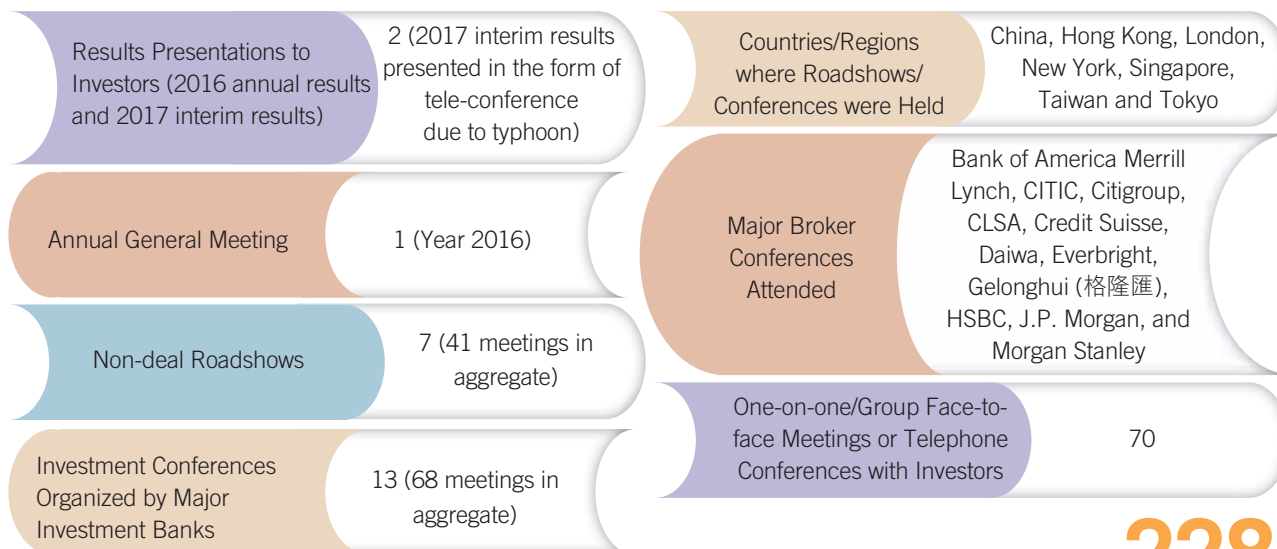 Results Presentations to
Investors (2016 annual results
and 2017 interim results)
2 (2017 interim results
presented in the form of
tele-conference
due to typhoon)
Annual General Meeting
1 (Year 2016)
Non-deal Roadshows
7 (41 meetings in
aggregate)
Investment Conferences
Organized by Major
Investment Banks
13 (68 meetings in
aggregate)
Countries/Regions
where Roadshows/
Conferences were Held
China, Hong Kong, London,
New York, Singapore,
Taiwan and Tokyo
Major Broker
Conferences
Attended
Bank of America Merrill
Lynch, CITIC, Citigroup,
CLSA, Credit Suisse,
Daiwa, Everbright,
Gelonghui (格隆匯),
HSBC, J.P. Morgan, and
Morgan Stanley
One-on-one/Group Face-to-
face Meetings or Telephone
Conferences with Investors
70
228